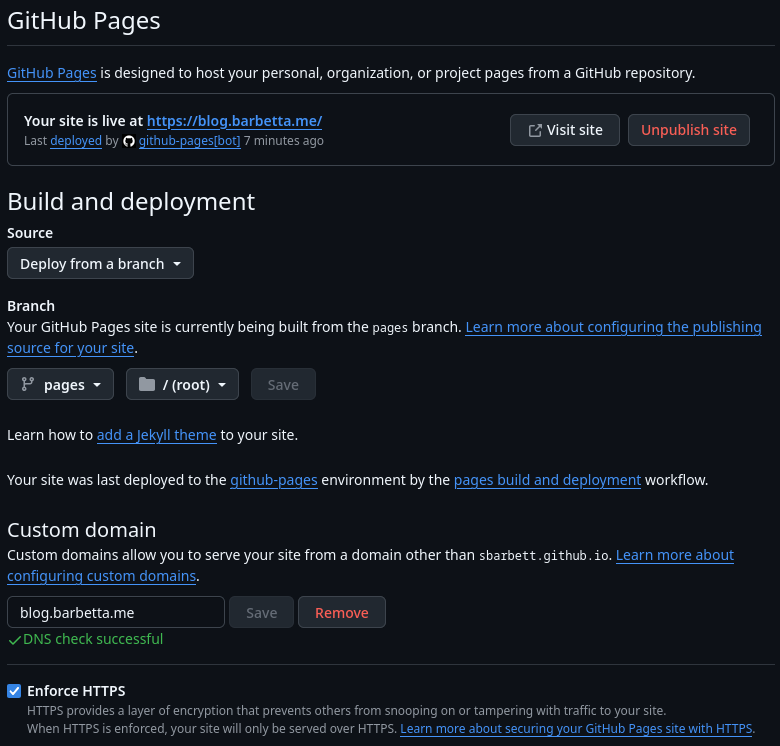 GitHub Pages
GitHub Pages is designed to host your personal, organization, or project pages from a GitHub repository.
Your site is live at https://blog.barbetta.me/
Last deployed by github-pages[bot] 7 minutes ago
Visit site
Unpublish site
Build and deployment
Source
Deploy from a branch
Branch
Your GitHub Pages site is currently being built from the pages branch. Learn more about configuring the publishing
source for your site.
pages
/ (root)
Save
Learn how to add a Jekyll theme to your site.
Your site was last deployed to the github-pages environment by the pages build and deployment workflow.
Custom domain
Custom domains allow you to serve your site from a domain other than sbarbett.github.io. Learn more about
configuring custom domains.
blog.barbetta.me
Save
Remove
DNS check successful
Enforce HTTPS
HTTPS provides a layer of encryption that prevents others from snooping on or tampering with traffic to your site.
When HTTPS is enforced, your site will only be served over HTTPS. Learn more about securing your GitHub Pages site with HTTPS.